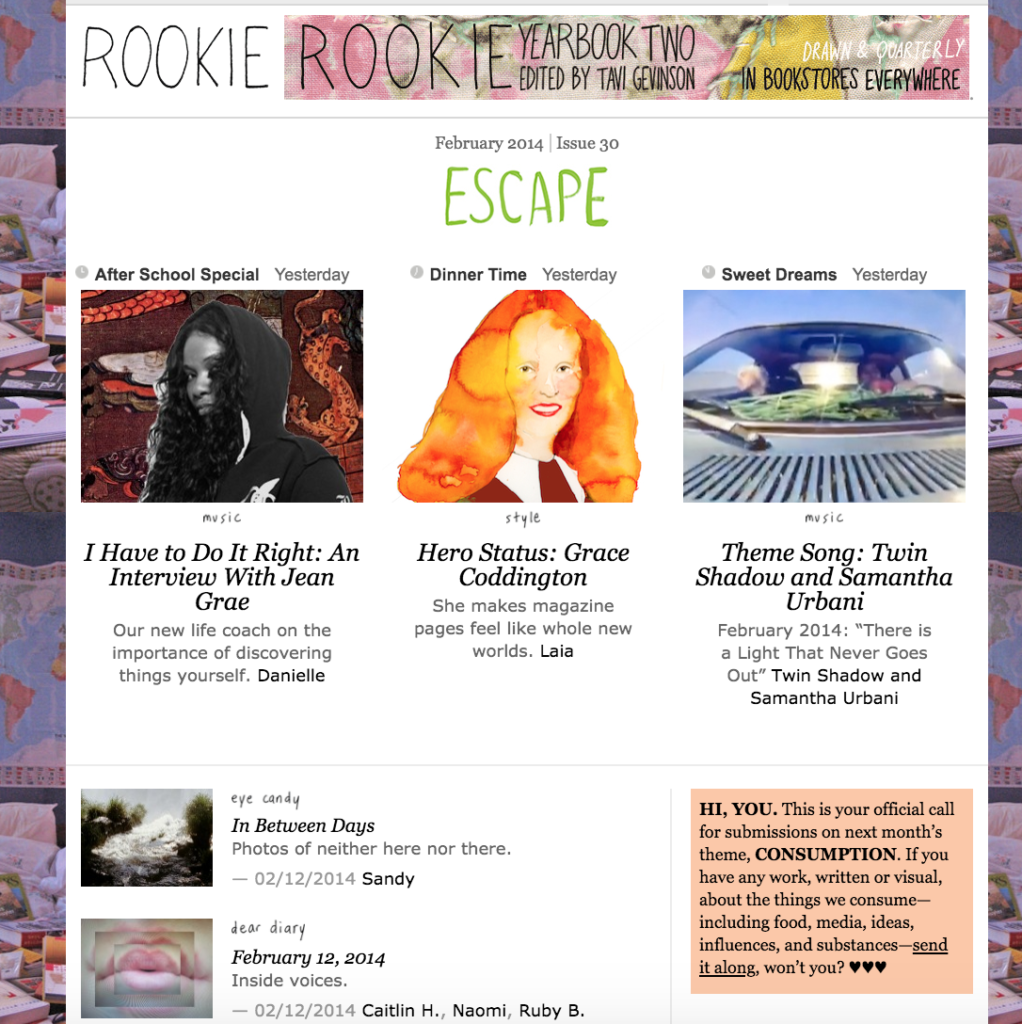 ROOKIE
ROOKIE YEARBOOK TWO
EDITED BY TAVI GEVINSON
DRAWN & QUARTERLY
IN BOOKSTORES EVERYWHERE
February 2014 | Issue 30
ESCAPE
After School Special Yesterday
music
I Have to Do It Right: An
Interview With Jean
Grae
Our new life coach on the
importance of discovering
things yourself. Danielle
Dinner Time Yesterday
style
Hero Status: Grace
Coddington
She makes magazine
pages feel like whole new
worlds. Laia
Sweet Dreams Yesterday
music
Theme Song: Twin
Shadow and Samantha
Urbani
February 2014: “There is
a Light That Never Goes
Out” Twin Shadow and
Samantha Urbani
eye candy
In Between Days
Photos of neither here nor there.
— 02/12/2014 Sandy
dear diary
February 12, 2014
Inside voices.
— 02/12/2014 Caitlin H., Naomi, Ruby B.
HI, YOU. This is your official call
for submissions on next month’s
theme, CONSUMPTION. If you
have any work, written or visual,
about the things we consume—
including food, media, ideas,
influences, and substances—send
it along, won’t you? ♥♥♥